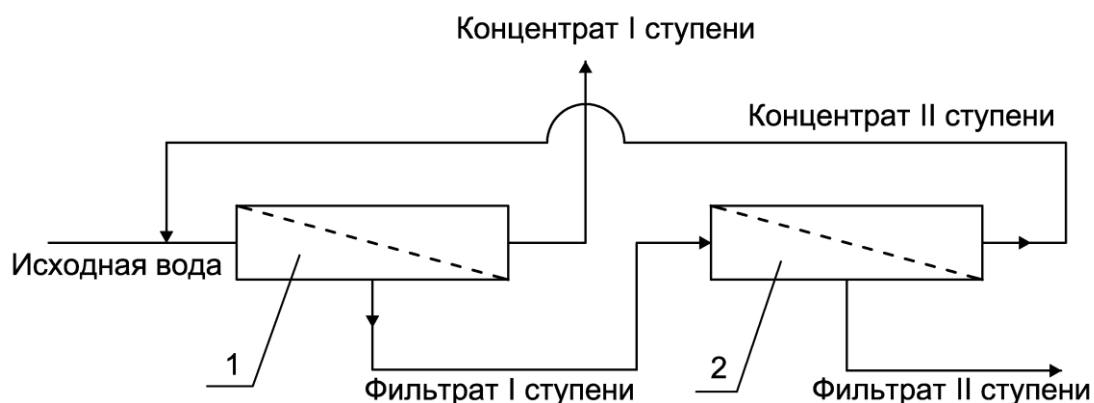 Концентрат I ступени
Концентрат II ступени
Исходная вода
1
2
Фильтрат I ступени
Фильтрат II ступени